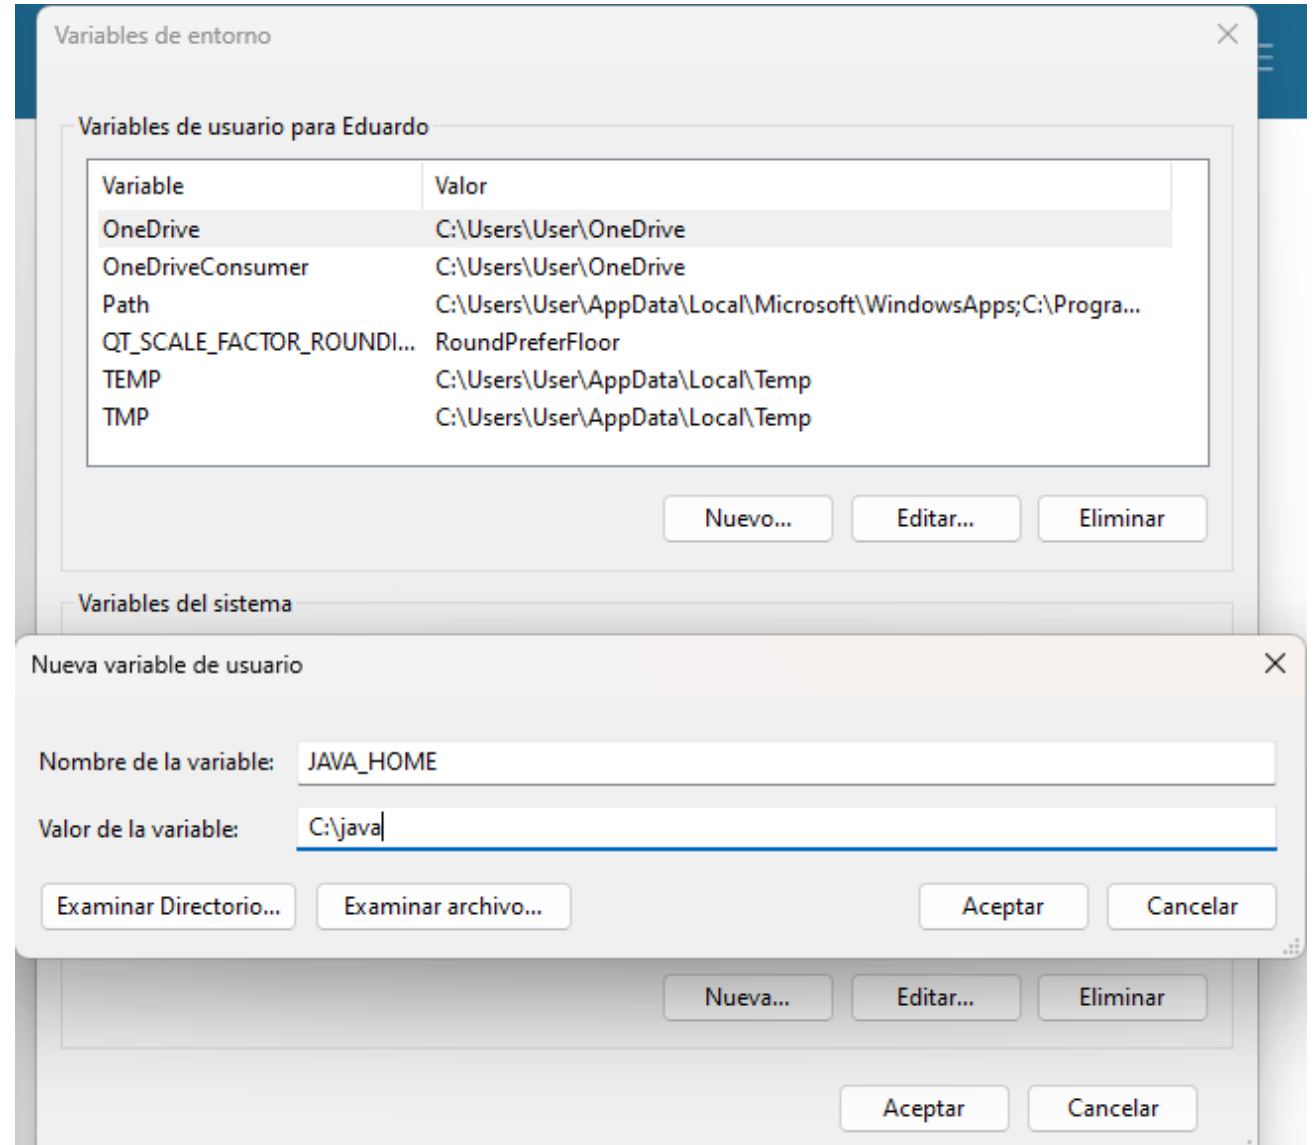 Variables de entorno
Variables de usuario para Eduardo
Variable Valor
OneDrive C:\Users\User\OneDrive
OneDriveConsumer C:\Users\User\OneDrive
Path C:\Users\User\AppData\Local\Microsoft\WindowsApps;C:\Progra...
QT_SCALE_FACTOR_ROUNDI... RoundPreferFloor
TEMP C:\Users\User\AppData\Local\Temp
TMP C:\Users\User\AppData\Local\Temp
Nuevo... Editar... Eliminar
Variables del sistema
Nueva variable de usuario
Nombre de la variable: JAVA_HOME
Valor de la variable: C:\java
Examinar Directorio... Examinar archivo... Aceptar Cancelar
Nueva... Editar... Eliminar
Aceptar Cancelar